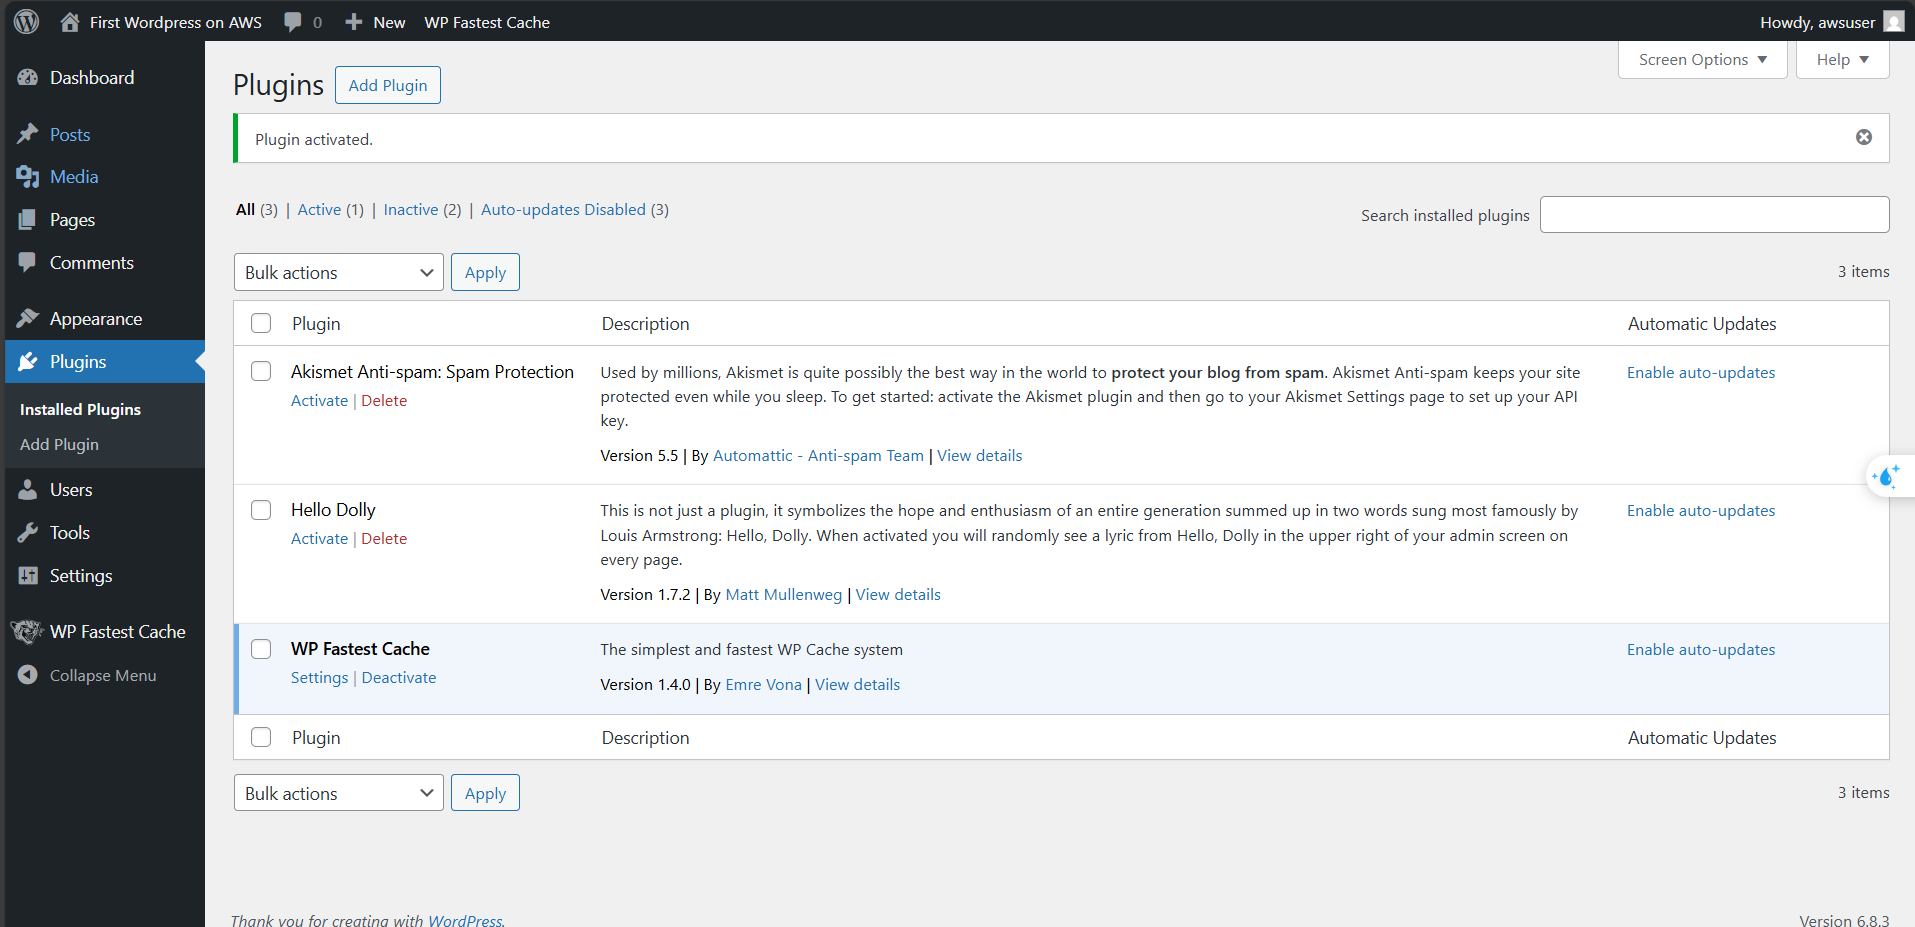 First Wordpress on AWS 0 New WP Fastest Cache Howdy, awsuser
Dashboard
Posts
Media
Pages
Comments
Appearance
Plugins
Installed Plugins
Add Plugin
Users
Tools
Settings
WP Fastest Cache
Collapse Menu
Screen Options Help
Plugins Add Plugin
Plugin activated.
All (3) | Active (1) | Inactive (2) | Auto-updates Disabled (3)
Search installed plugins
Bulk actions Apply 3 items
Plugin Description Automatic Updates
Akismet Anti-spam: Spam Protection
Activate | Delete
Used by millions, Akismet is quite possibly the best way in the world to protect your blog from spam. Akismet Anti-spam keeps your site
protected even while you sleep. To get started: activate the Akismet plugin and then go to your Akismet Settings page to set up your API
key.
Version 5.5 | By Automattic - Anti-spam Team | View details
Enable auto-updates
Hello Dolly
Activate | Delete
This is not just a plugin, it symbolizes the hope and enthusiasm of an entire generation summed up in two words sung most famously by
Louis Armstrong: Hello, Dolly. When activated you will randomly see a lyric from Hello, Dolly in the upper right of your admin screen on
every page.
Version 1.7.2 | By Matt Mullenweg | View details
Enable auto-updates
WP Fastest Cache
Settings | Deactivate
The simplest and fastest WP Cache system
Version 1.4.0 | By Emre Vona | View details
Enable auto-updates
Plugin Description Automatic Updates
Bulk actions Apply 3 items
Thank you for creating with WordPress. Version 6.8.3